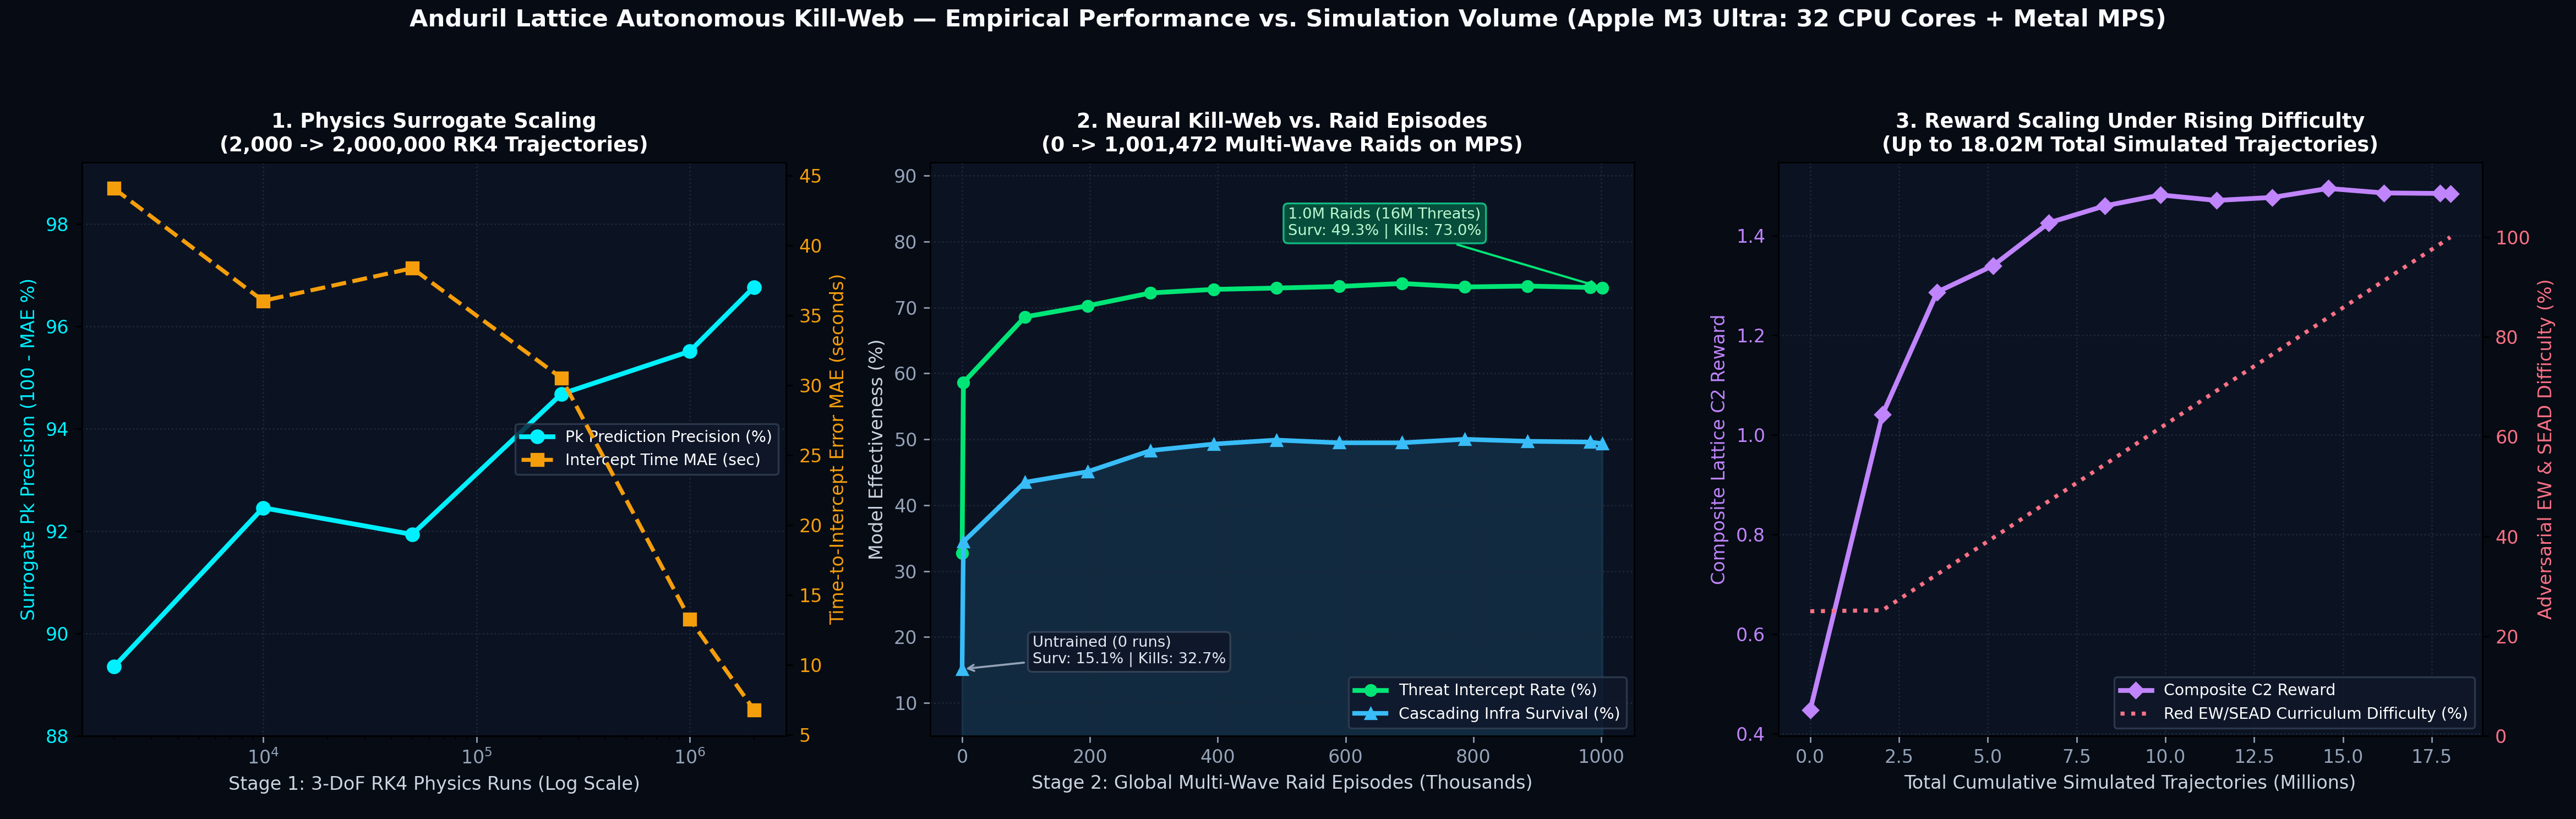 Anduril Lattice Autonomous Kill-Web — Empirical Performance vs. Simulation Volume (Apple M3 Ultra: 32 CPU Cores + Metal MPS)
1. Physics Surrogate Scaling
(2,000 -> 2,000,000 RK4 Trajectories)
Surrogate Pk Precision (100 - MAE %)
98
96
94
92
90
88
Pk Prediction Precision (%)
Intercept Time MAE (sec)
45
40
35
30
25
20
15
10
5
Time-to-Intercept Error MAE (seconds)
10⁴
10⁵
10⁶
Stage 1: 3-DoF RK4 Physics Runs (Log Scale)
2. Neural Kill-Web vs. Raid Episodes
(0 -> 1,001,472 Multi-Wave Raids on MPS)
Model Effectiveness (%)
90
80
70
60
50
40
30
20
10
1.0M Raids (16M Threats)
Surv: 49.3% | Kills: 73.0%
Untrained (0 runs)
Surv: 15.1% | Kills: 32.7%
Threat Intercept Rate (%)
Cascading Infra Survival (%)
0
200
400
600
800
1000
Stage 2: Global Multi-Wave Raid Episodes (Thousands)
3. Reward Scaling Under Rising Difficulty
(Up to 18.02M Total Simulated Trajectories)
Composite Lattice C2 Reward
1.4
1.2
1.0
0.8
0.6
0.4
Composite C2 Reward
Red EW/SEAD Curriculum Difficulty (%)
100
80
60
40
20
0
Adversarial EW & SEAD Difficulty (%)
0.0
2.5
5.0
7.5
10.0
12.5
15.0
17.5
Total Cumulative Simulated Trajectories (Millions)